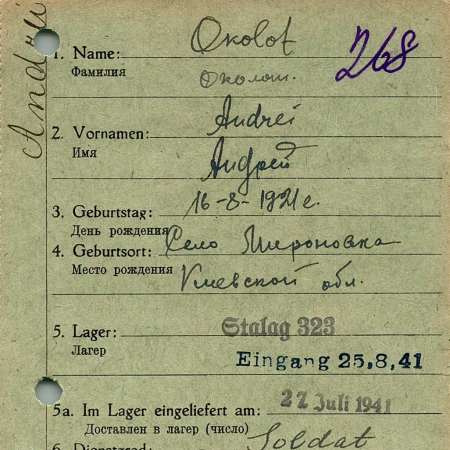 Andrei
1. Name: Okolot 268
Фамилия Околот.
2. Vornamen: Andrei
Имя Андрей
3. Geburtstag: 16-8-1921 г.
День рождения
4. Geburtsort: Село Мироновка
Место рождения Киевской обл.
5. Lager: Stalag 323
Лагерь Eingang 25,8,41
5a. Im Lager eingeliefert am: 27 Juli 1941
Доставлен в лагерь (число)
6. Dienstgrad: Soldat